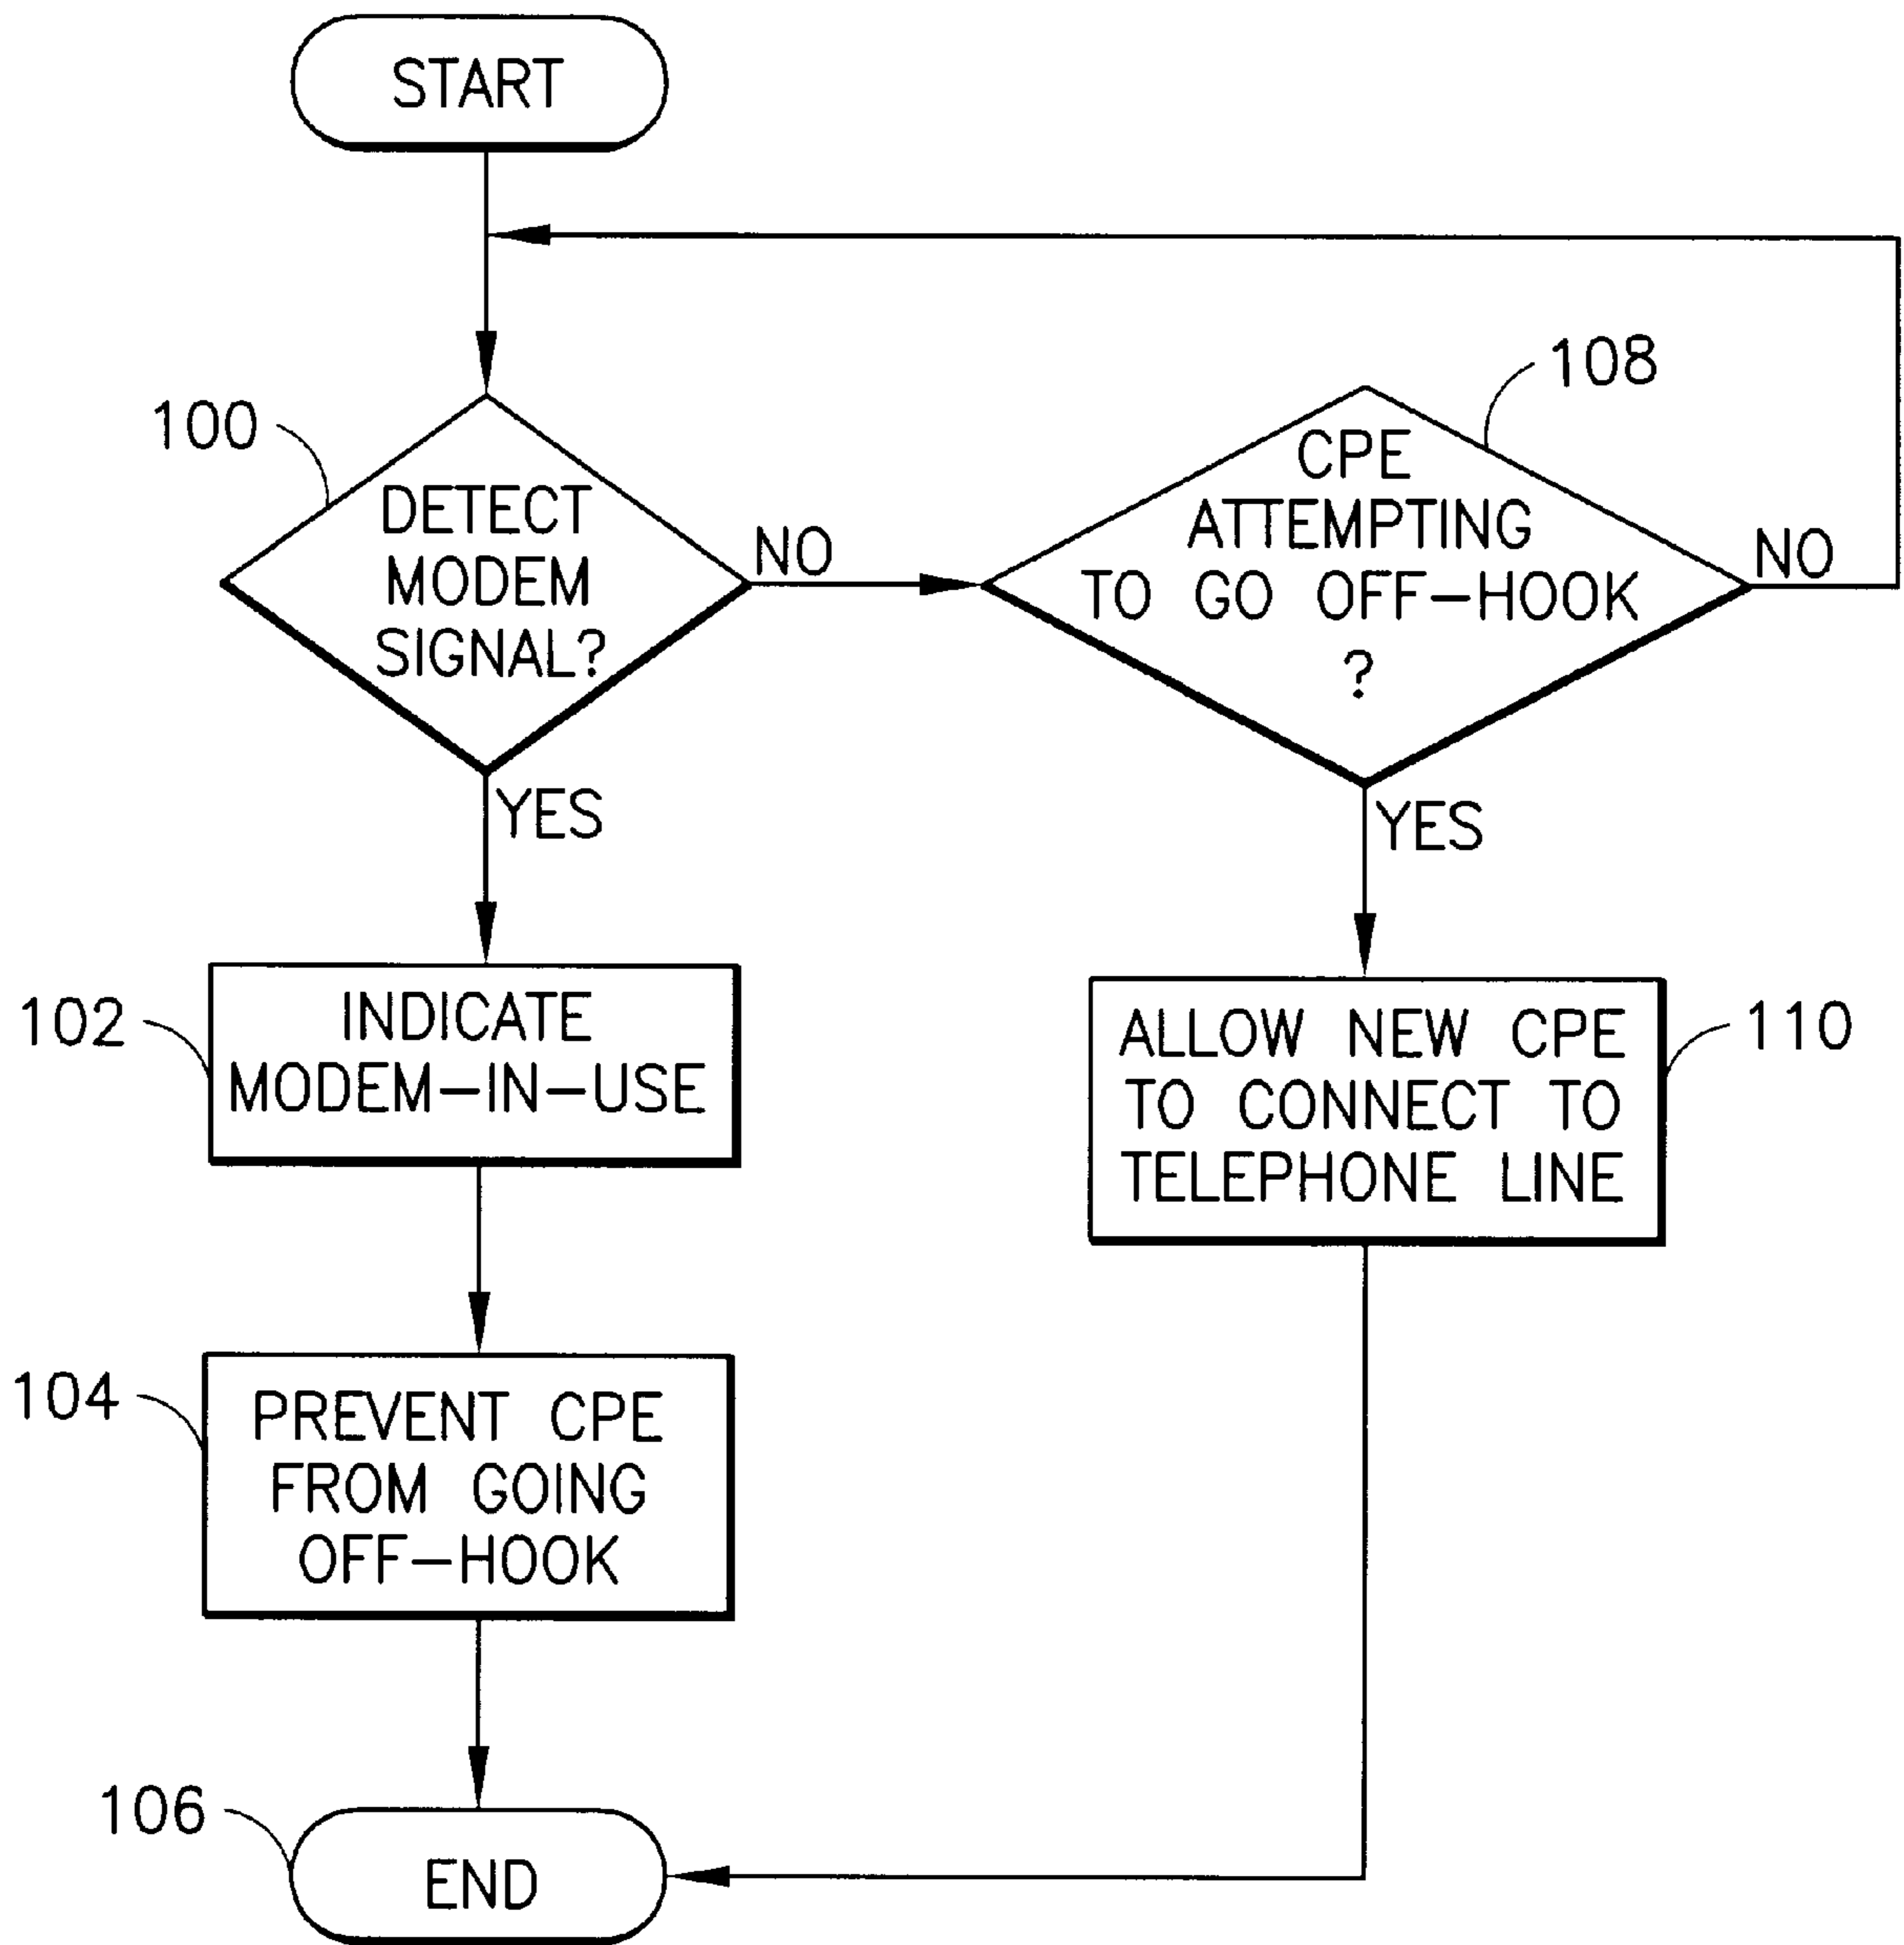 START
100
DETECT
MODEM
SIGNAL?
NO
YES
108
CPE
ATTEMPTING
TO GO OFF-HOOK
?
NO
YES
102
INDICATE
MODEM-IN-USE
110
ALLOW NEW CPE
TO CONNECT TO
TELEPHONE LINE
104
PREVENT CPE
FROM GOING
OFF-HOOK
106
END